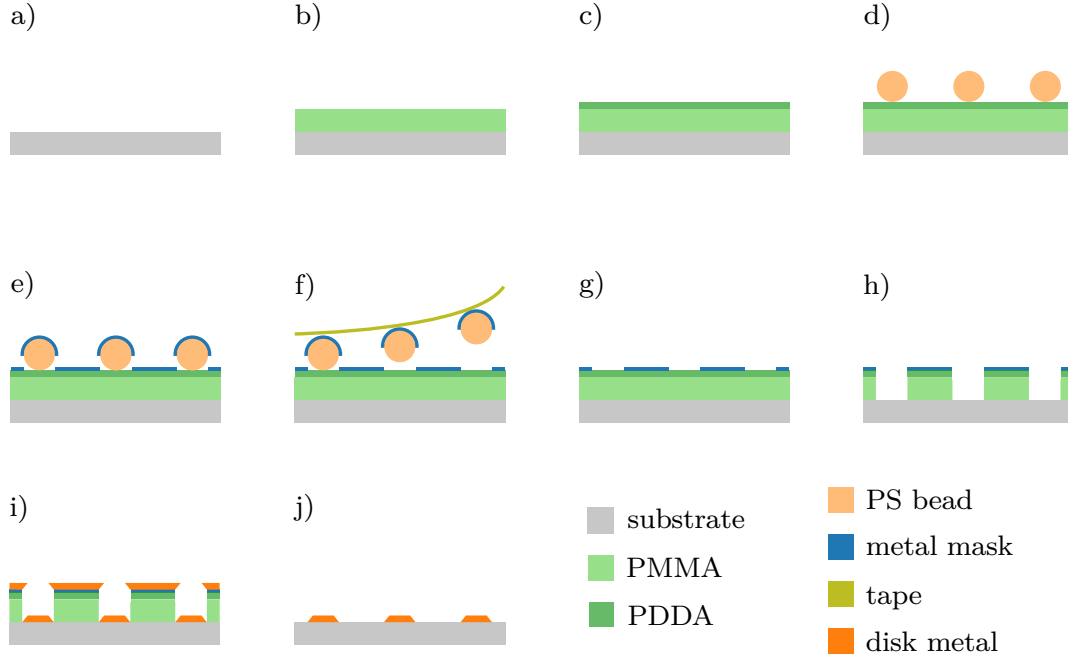 a)
b)
c)
d)
e)
f)
g)
h)
i)
j)
substrate
PMMA
PDDA
PS bead
metal mask
tape
disk metal